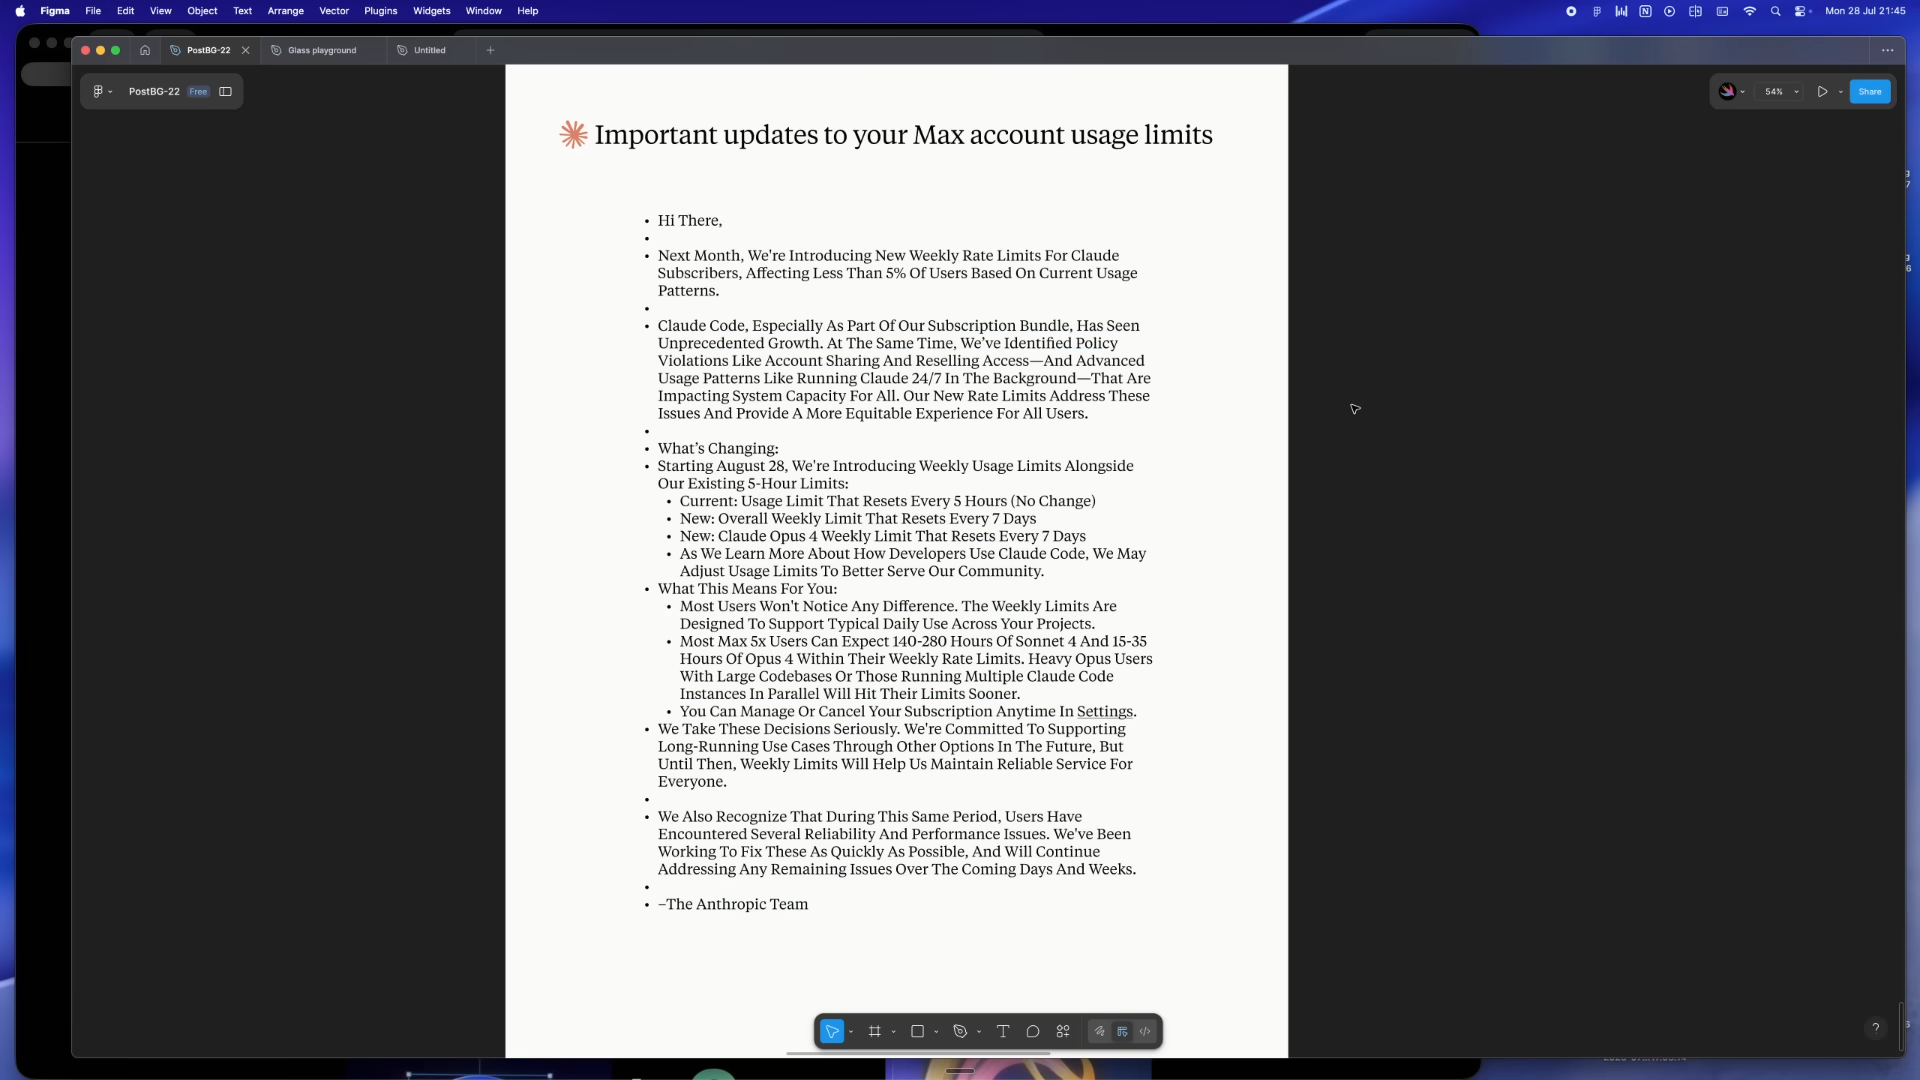 Figma File Edit View Object Text Arrange Vector Plugins Widgets Window Help Mon 28 Jul 21:45
PostBG-22 Glass playground Untitled
PostBG-22 Free 54% Share
Important updates to your Max account usage limits
• Hi There,
•
• Next Month, We're Introducing New Weekly Rate Limits For Claude
Subscribers, Affecting Less Than 5% Of Users Based On Current Usage
Patterns.
•
• Claude Code, Especially As Part Of Our Subscription Bundle, Has Seen
Unprecedented Growth. At The Same Time, We've Identified Policy
Violations Like Account Sharing And Reselling Access—And Advanced
Usage Patterns Like Running Claude 24/7 In The Background—That Are
Impacting System Capacity For All. Our New Rate Limits Address These
Issues And Provide A More Equitable Experience For All Users.
•
• What's Changing:
• Starting August 28, We're Introducing Weekly Usage Limits Alongside
Our Existing 5-Hour Limits:
• Current: Usage Limit That Resets Every 5 Hours (No Change)
• New: Overall Weekly Limit That Resets Every 7 Days
• New: Claude Opus 4 Weekly Limit That Resets Every 7 Days
• As We Learn More About How Developers Use Claude Code, We May
Adjust Usage Limits To Better Serve Our Community.
• What This Means For You:
• Most Users Won't Notice Any Difference. The Weekly Limits Are
Designed To Support Typical Daily Use Across Your Projects.
• Most Max 5x Users Can Expect 140-280 Hours Of Sonnet 4 And 15-35
Hours Of Opus 4 Within Their Weekly Rate Limits. Heavy Opus Users
With Large Codebases Or Those Running Multiple Claude Code
Instances In Parallel Will Hit Their Limits Sooner.
• You Can Manage Or Cancel Your Subscription Anytime In Settings.
• We Take These Decisions Seriously. We're Committed To Supporting
Long-Running Use Cases Through Other Options In The Future, But
Until Then, Weekly Limits Will Help Us Maintain Reliable Service For
Everyone.
•
• We Also Recognize That During This Same Period, Users Have
Encountered Several Reliability And Performance Issues. We've Been
Working To Fix These As Quickly As Possible, And Will Continue
Addressing Any Remaining Issues Over The Coming Days And Weeks.
•
• –The Anthropic Team